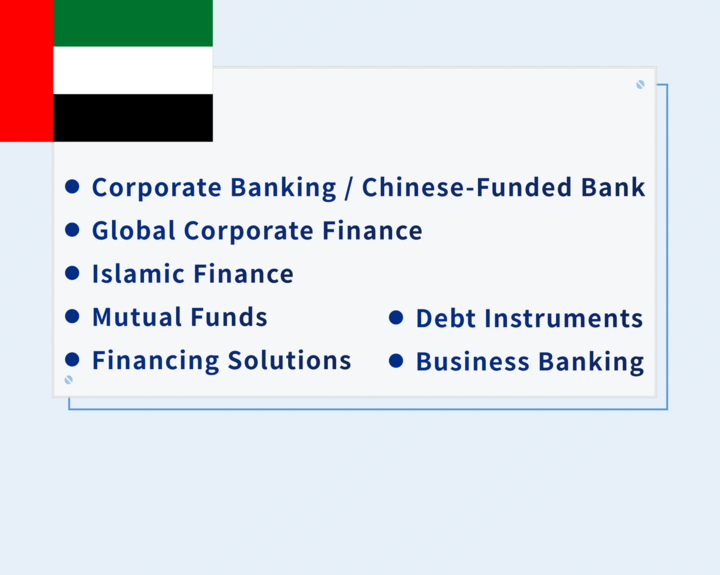 Corporate Banking / Chinese-Funded Bank
Global Corporate Finance
Islamic Finance
Mutual Funds
Debt Instruments
Financing Solutions
Business Banking